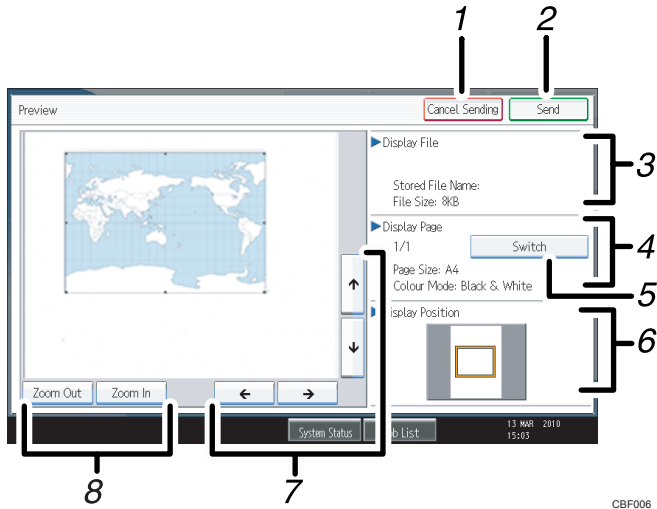 1 2
Preview Cancel Sending Send
Display File
3
Stored File Name:
File Size: 8KB
Display Page
1/1 Switch
4
Page Size: A4
Colour Mode: Black & White
5
isplay Position
6
Zoom Out Zoom In ← →
↑
↓
System Status b List 13 MAR 2010
15:03
8 7
CBF006